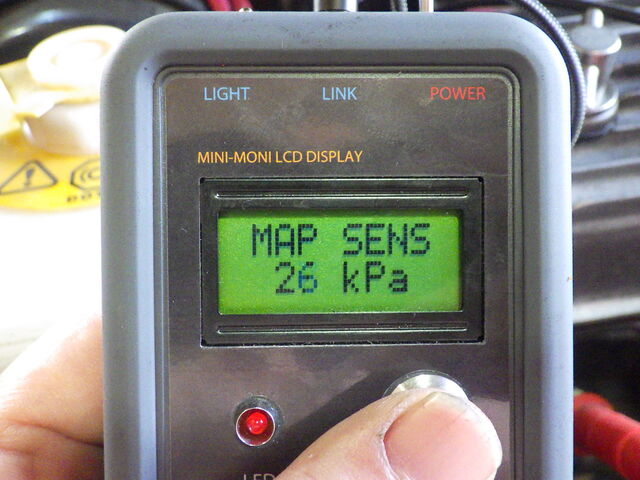 LIGHT LINK POWER
MINI-MONI LCD DISPLAY
MAP SENS
26 kPa